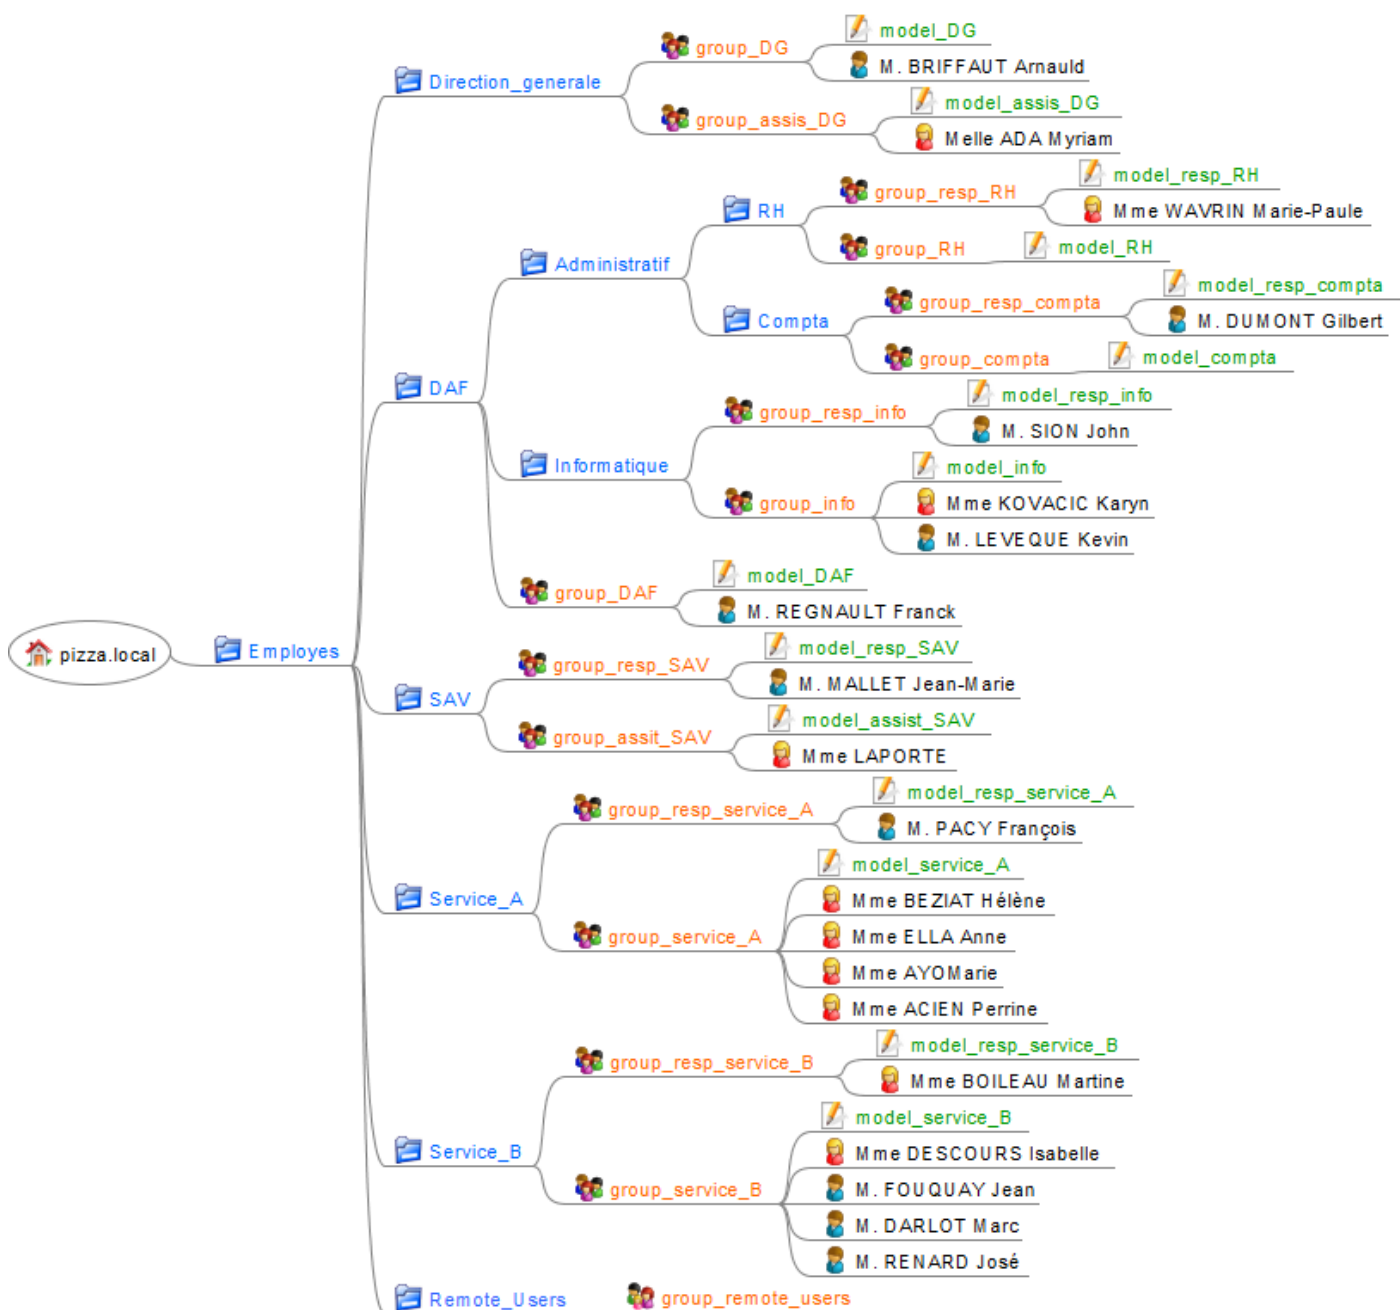 pizza.local
Employes
Direction_generale
group_DG
model_DG
M. BRIFFAUT Arnauld
group_assis_DG
model_assis_DG
Melle ADA Myriam
DAF
Administratif
RH
group_resp_RH
model_resp_RH
Mme WAVRIN Marie-Paule
group_RH
model_RH
Compta
group_resp_compta
model_resp_compta
M. DUMONT Gilbert
group_compta
model_compta
Informatique
group_resp_info
model_resp_info
M. SION John
group_info
model_info
Mme KOVACIC Karyn
M. LEVEQUE Kevin
group_DAF
model_DAF
M. REGNAULT Franck
SAV
group_resp_SAV
model_resp_SAV
M. MALLET Jean-Marie
group_assit_SAV
model_assist_SAV
Mme LAPORTE
Service_A
group_resp_service_A
model_resp_service_A
M. PACY François
group_service_A
model_service_A
Mme BEZIAT Hélène
Mme ELLA Anne
Mme AYOMarie
Mme ACIEN Perrine
Service_B
group_resp_service_B
model_resp_service_B
Mme BOILEAU Martine
group_service_B
model_service_B
Mme DESCOURS Isabelle
M. FOUQUAY Jean
M. DARLOT Marc
M. RENARD José
Remote_Users
group_remote_users